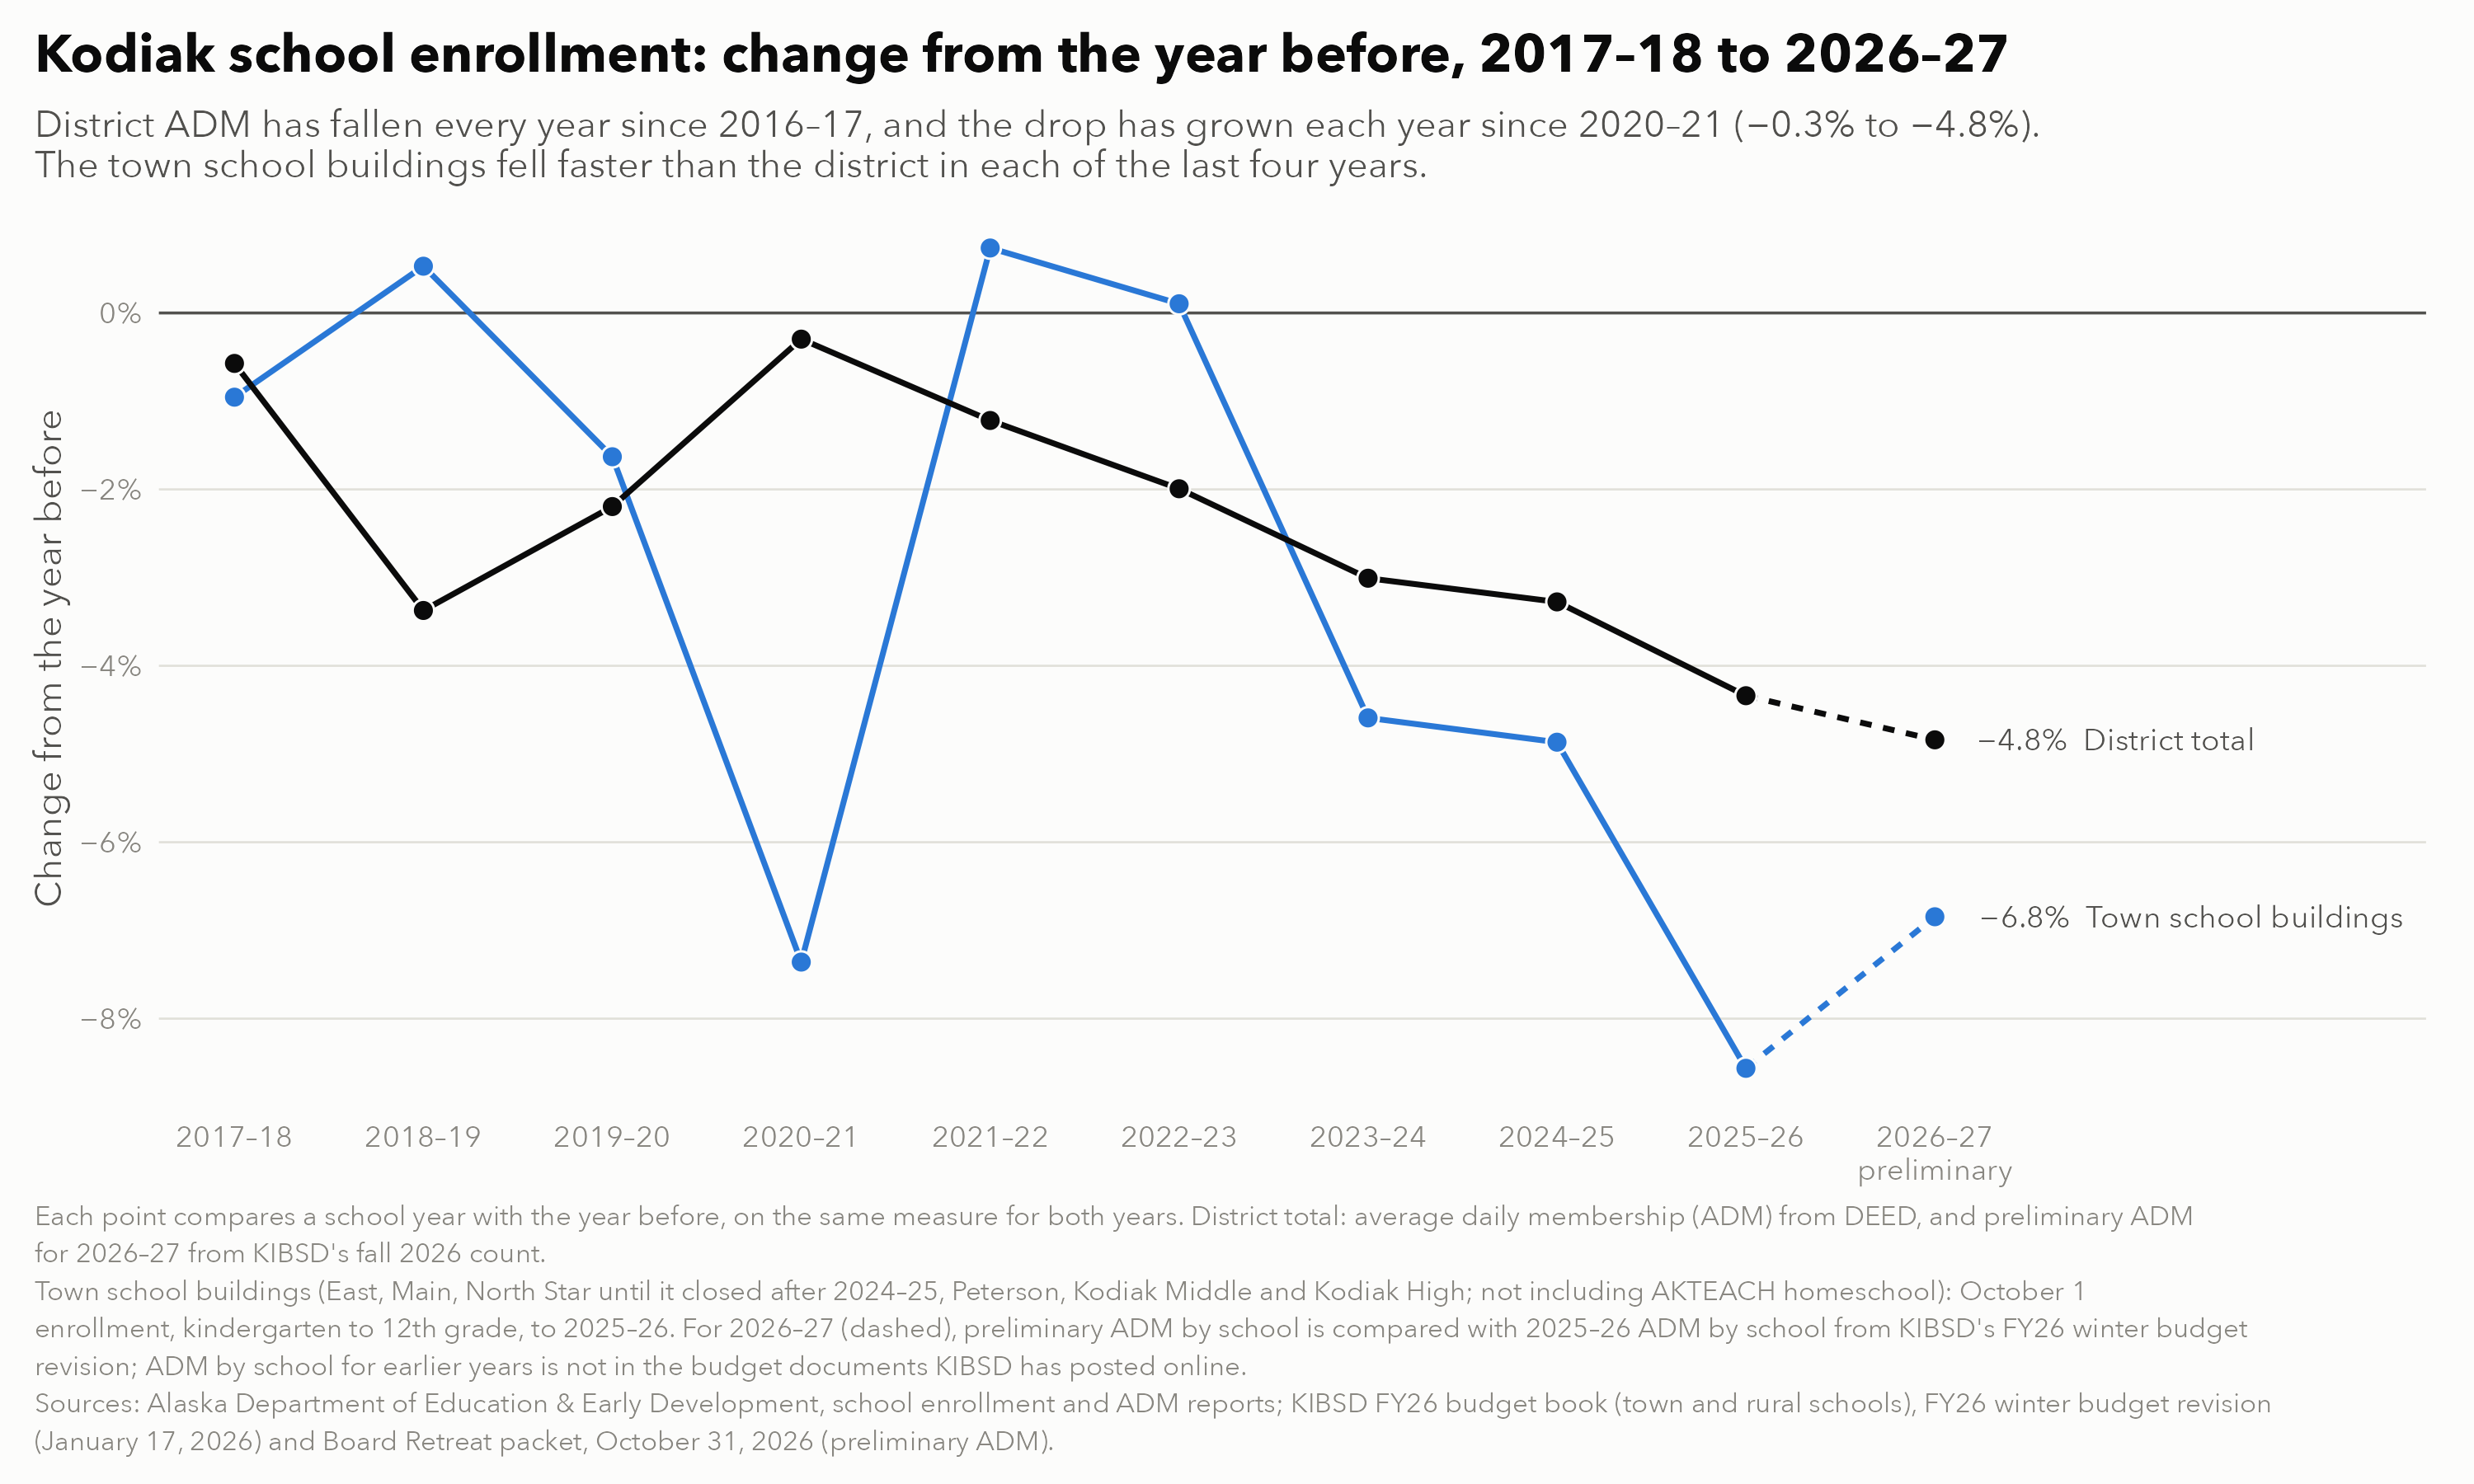 Kodiak school enrollment: change from the year before, 2017–18 to 2026–27
District ADM has fallen every year since 2016–17, and the drop has grown each year since 2020–21 (−0.3% to −4.8%).
The town school buildings fell faster than the district in each of the last four years.
Change from the year before
0%
−2%
−4%
−6%
−8%
−4.8% District total
−6.8% Town school buildings
2017–18
2018–19
2019–20
2020–21
2021–22
2022–23
2023–24
2024–25
2025–26
2026–27
preliminary
Each point compares a school year with the year before, on the same measure for both years. District total: average daily membership (ADM) from DEED, and preliminary ADM
for 2026–27 from KIBSD's fall 2026 count.
Town school buildings (East, Main, North Star until it closed after 2024–25, Peterson, Kodiak Middle and Kodiak High; not including AKTEACH homeschool): October 1
enrollment, kindergarten to 12th grade, to 2025–26. For 2026–27 (dashed), preliminary ADM by school is compared with 2025–26 ADM by school from KIBSD's FY26 winter budget
revision; ADM by school for earlier years is not in the budget documents KIBSD has posted online.
Sources: Alaska Department of Education & Early Development, school enrollment and ADM reports; KIBSD FY26 budget book (town and rural schools), FY26 winter budget revision
(January 17, 2026) and Board Retreat packet, October 31, 2026 (preliminary ADM).